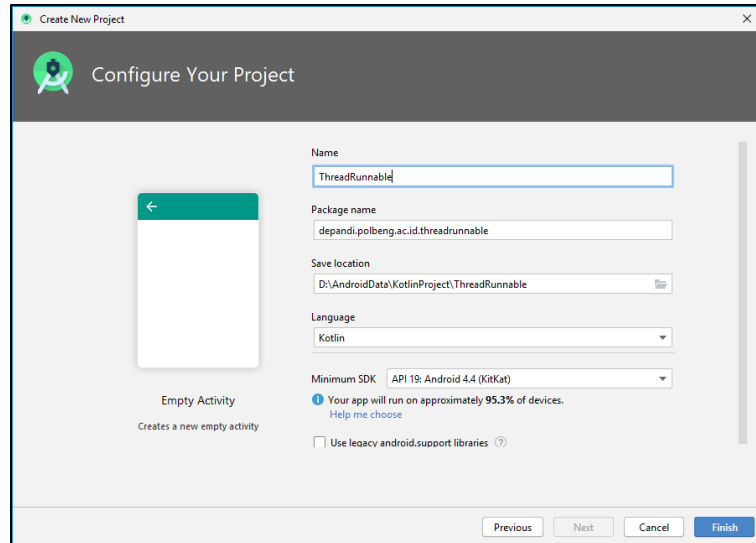 Create New Project
Configure Your Project
Name
ThreadRunnable
Package name
depandi.polbeng.ac.id.threadrunnable
Save location
D:\AndroidData\KotlinProject\ThreadRunnable
Language
Kotlin
Minimum SDK API 19: Android 4.4 (KitKat)
Your app will run on approximately 95.3% of devices.
Help me choose
Use legacy android.support libraries ?
Empty Activity
Creates a new empty activity
Previous Next Cancel Finish